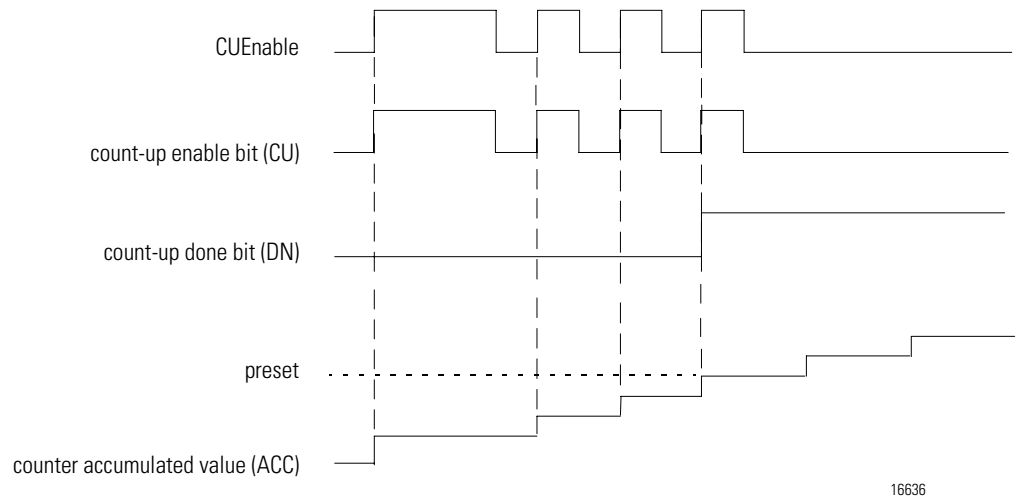 CUEnable
count-up enable bit (CU)
count-up done bit (DN)
preset
counter accumulated value (ACC)
16636